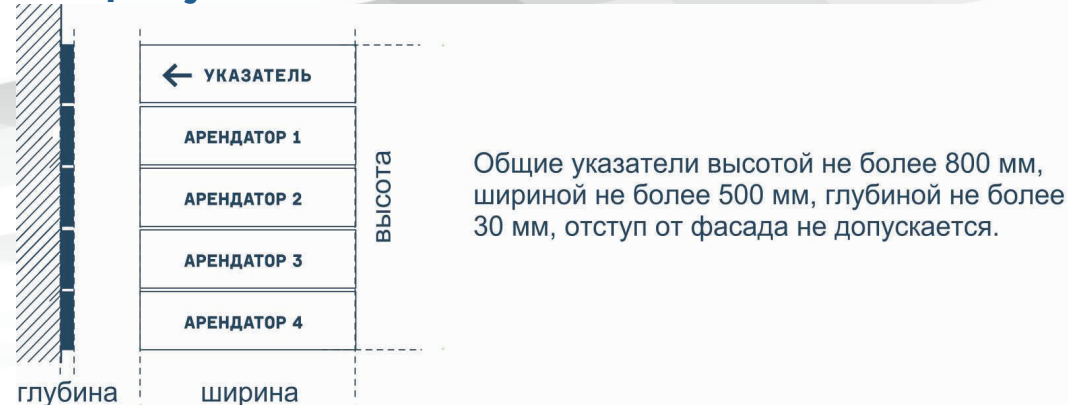 ← УКАЗАТЕЛЬ
АРЕНДАТОР 1
АРЕНДАТОР 2
АРЕНДАТОР 3
АРЕНДАТОР 4
высота
глубина
ширина
Общие указатели высотой не более 800 мм,
шириной не более 500 мм, глубиной не более
30 мм, отступ от фасада не допускается.